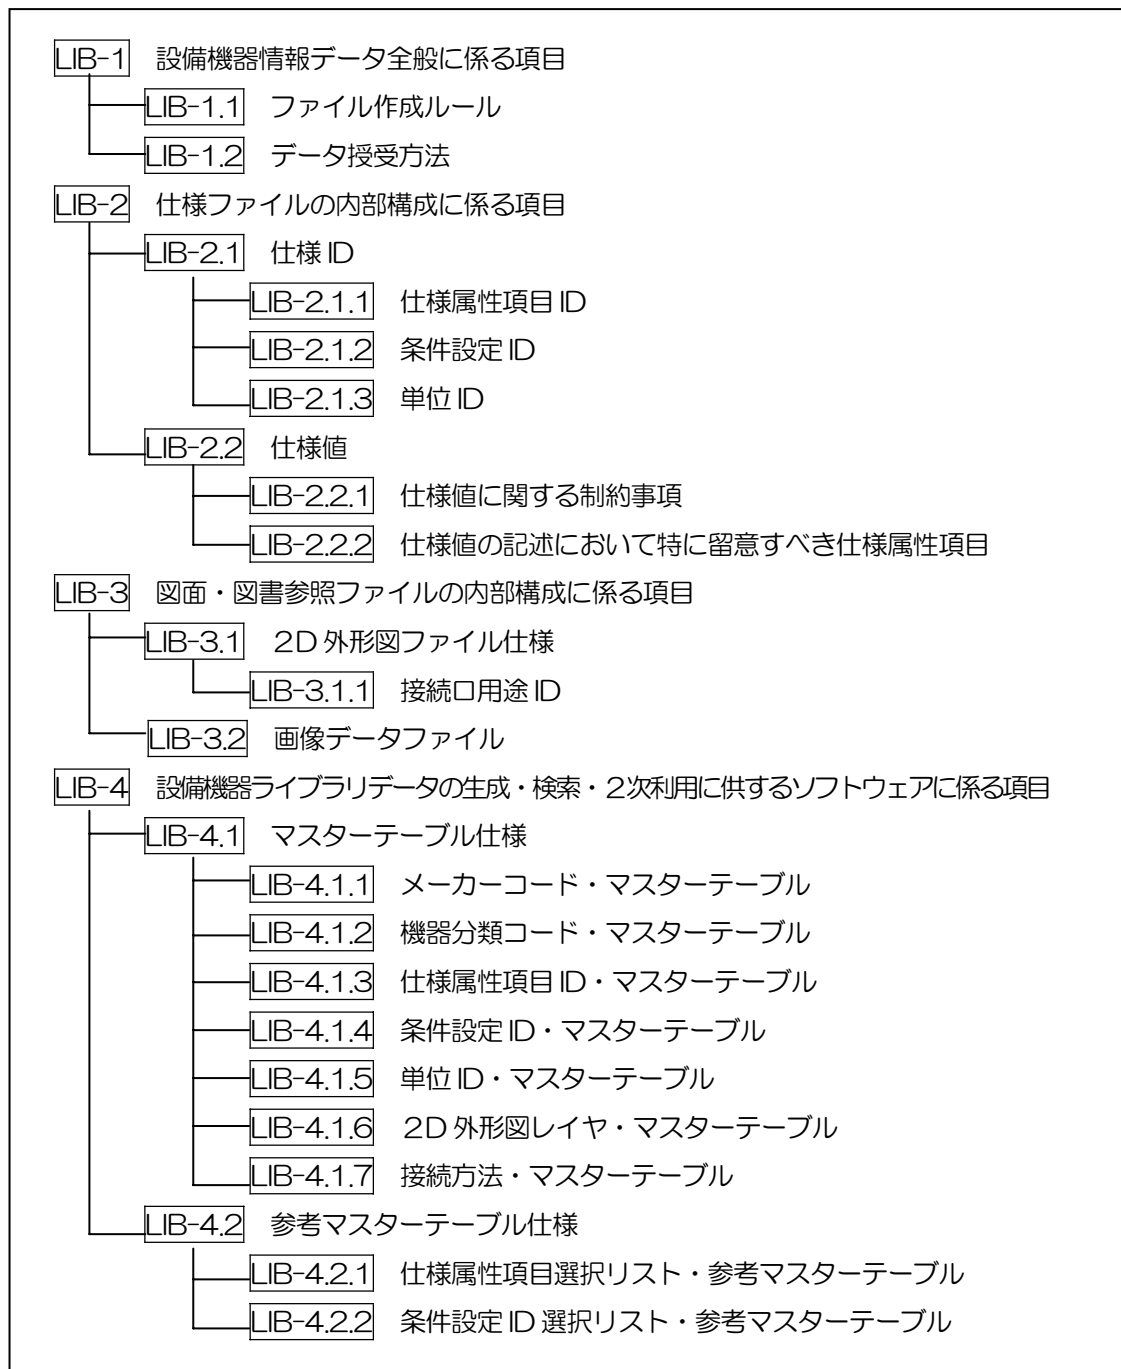 LIB-1 設備機器情報データ全般に係る項目
LIB-1.1 ファイル作成ルール
LIB-1.2 データ授受方法
LIB-2 仕様ファイルの内部構成に係る項目
LIB-2.1 仕様 ID
LIB-2.1.1 仕様属性項目 ID
LIB-2.1.2 条件設定 ID
LIB-2.1.3 単位 ID
LIB-2.2 仕様値
LIB-2.2.1 仕様値に関する制約事項
LIB-2.2.2 仕様値の記述において特に留意すべき仕様属性項目
LIB-3 図面・図書参照ファイルの内部構成に係る項目
LIB-3.1 2D 外形図ファイル仕様
LIB-3.1.1 接続口用途 ID
LIB-3.2 画像データファイル
LIB-4 設備機器ライブラリデータの生成・検索・2次利用に供するソフトウェアに係る項目
LIB-4.1 マスターテーブル仕様
LIB-4.1.1 メーカーコード・マスターテーブル
LIB-4.1.2 機器分類コード・マスターテーブル
LIB-4.1.3 仕様属性項目 ID・マスターテーブル
LIB-4.1.4 条件設定 ID・マスターテーブル
LIB-4.1.5 単位 ID・マスターテーブル
LIB-4.1.6 2D 外形図レイヤ・マスターテーブル
LIB-4.1.7 接続方法・マスターテーブル
LIB-4.2 参考マスターテーブル仕様
LIB-4.2.1 仕様属性項目選択リスト・参考マスターテーブル
LIB-4.2.2 条件設定 ID 選択リスト・参考マスターテーブル